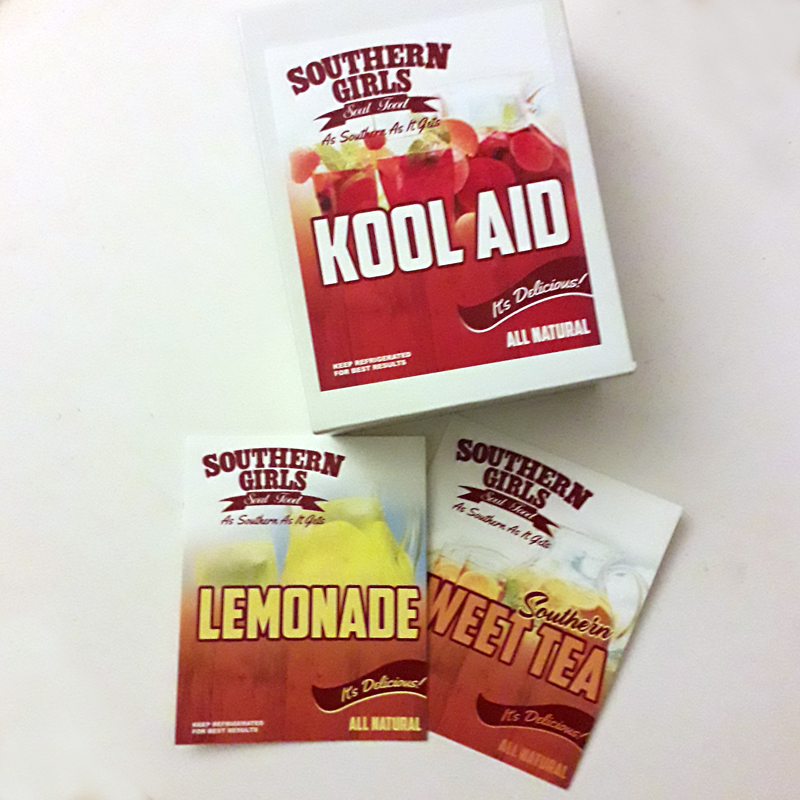 SOUTHERN
GIRLS
Soul Food
As Southern As It Gets
KOOL AID
It's Delicious!
ALL NATURAL
KEEP REFRIGERATED
FOR BEST RESULTS
SOUTHERN
GIRLS
Soul Food
As Southern As It Gets
LEMONADE
It's Delicious!
ALL NATURAL
KEEP REFRIGERATED
FOR BEST RESULTS
SOUTHERN
GIRLS
Soul Food
As Southern As It Gets
Southern
WEET TEA
It's Delicious!
ALL NATURAL